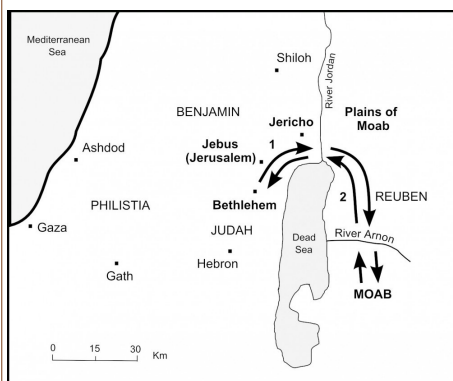 Mediterranean
Sea
Shiloh
River Jordan
BENJAMIN
Jericho
Plains of
Moab
Jebus
(Jerusalem)
1
Ashdod
Bethlehem
2
REUBEN
PHILISTIA
Gaza
JUDAH
Dead
Sea
River Arnon
Hebron
Gath
MOAB
0 15 30
Km